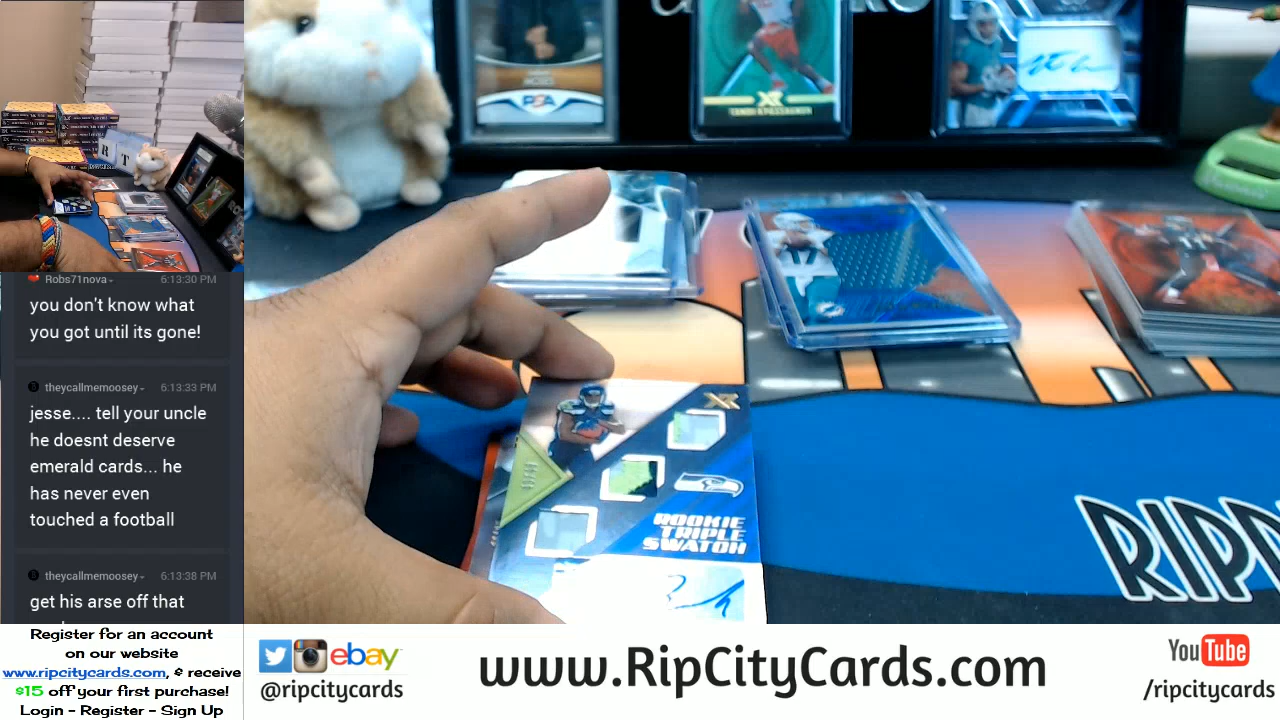 Robs71nova
6:13:30 PM
you don't know what
you got until its gone!
theycallmemoosey
6:13:33 PM
jesse.... tell your uncle
he doesnt deserve
emerald cards... he
has never even
touched a football
theycallmemoosey
6:13:38 PM
get his arse off that
Register for an account
on our website
www.ripcitycards.com, & receive
$15 off your first purchase!
Login - Register - Sign Up
PSA
XR
XR
17
ROOKIE
TRIPLE
SWATCH
RIPC
ebay
@ripcitycards
www.RipCityCards.com
YouTube
/ripcitycards